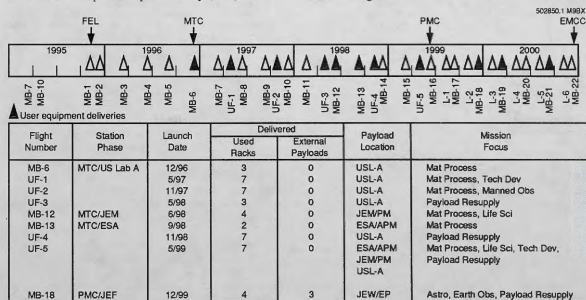 502850.1 M9BX
FEL MTC PMC EMCC
1995 1996 1997 1998 1999 2000
MB-7 MB-10 MB-1 MB-2 MB-3 MB-4 MB-5 MB-6 MB-7 UF-1 MB-8 MB-9 UF-2 MB-10 MB-11 UF-3 MB-12 MB-13 UF-4 MB-14 MB-15 UF-5 MB-16 L-1 MB-17 L-2 MB-18 L-3 MB-19 L-4 MB-20 L-5 MB-21 L-6 MB-22
User equipment deliveries
Flight Number Station Phase Launch Date Delivered Used Racks External Payloads Payload Location Mission Focus
MB-6 MTC/US Lab A 12/96 3 0 USL-A Mat Process
UF-1 5/97 7 0 USL-A Mat Process, Tech Dev
UF-2 11/97 7 0 USL-A Mat Process, Manned Obs
UF-3 5/98 3 0 USL-A Payload Resupply
MB-12 MTC/JEM 6/98 4 0 JEM/PM Mat Process, Life Sci
MB-13 MTC/ESA 9/98 2 0 ESA/APM Mat Process
UF-4 11/98 7 0 USL-A Payload Resupply
UF-5 5/99 7 0 ESA/APM Mat Process, Life Sci, Tech Dev,
JEM/PM Payload Resupply
USL-A
MB-18 PMC/JEF 12/99 4 3 JEW/EP Astro, Earth Obs, Payload Resupply